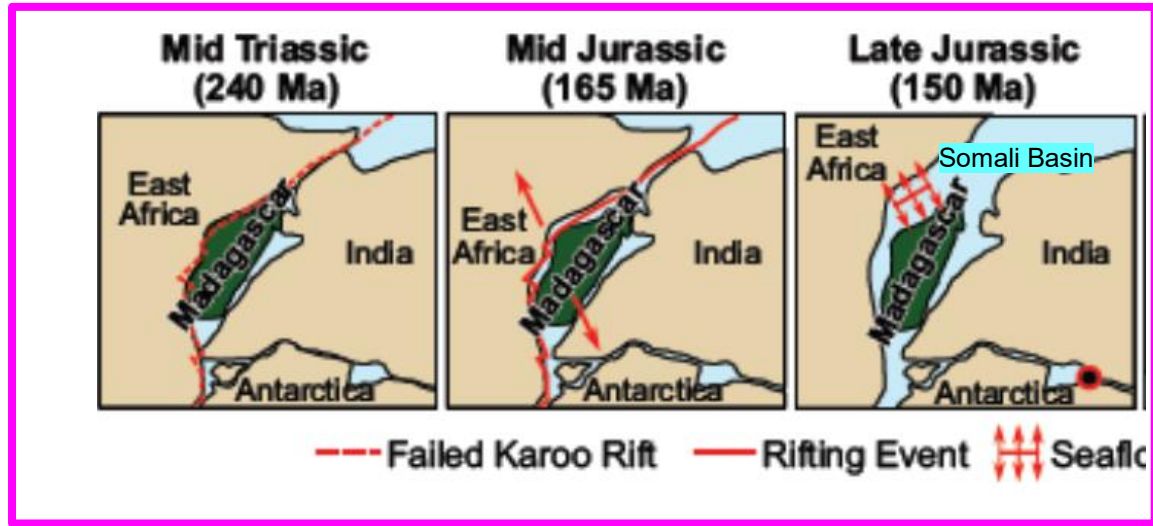 Mid Triassic
(240 Ma)
Mid Jurassic
(165 Ma)
Late Jurassic
(150 Ma)
East
Africa
Madagascar
India
Antarctica
East
Africa
Madagascar
India
Antarctica
East
Africa
Somali Basin
Madagascar
India
Antarctica
Failed Karoo Rift
Rifting Event
Seaflo